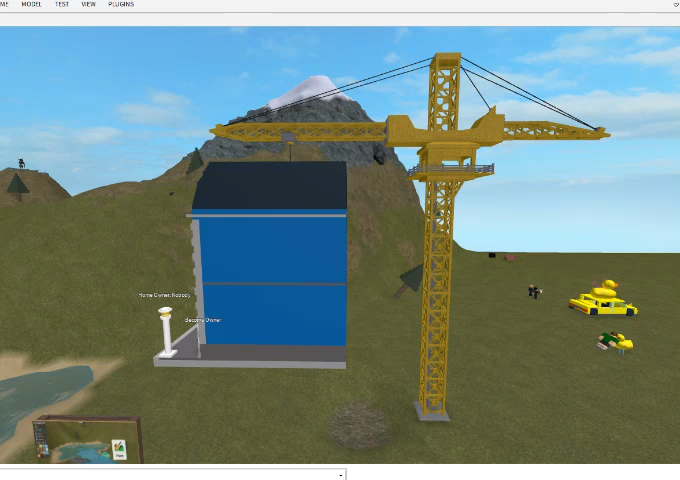 ME MODEL TEST VIEW PLUGINS
Home Owner: Nobody
Become Owner